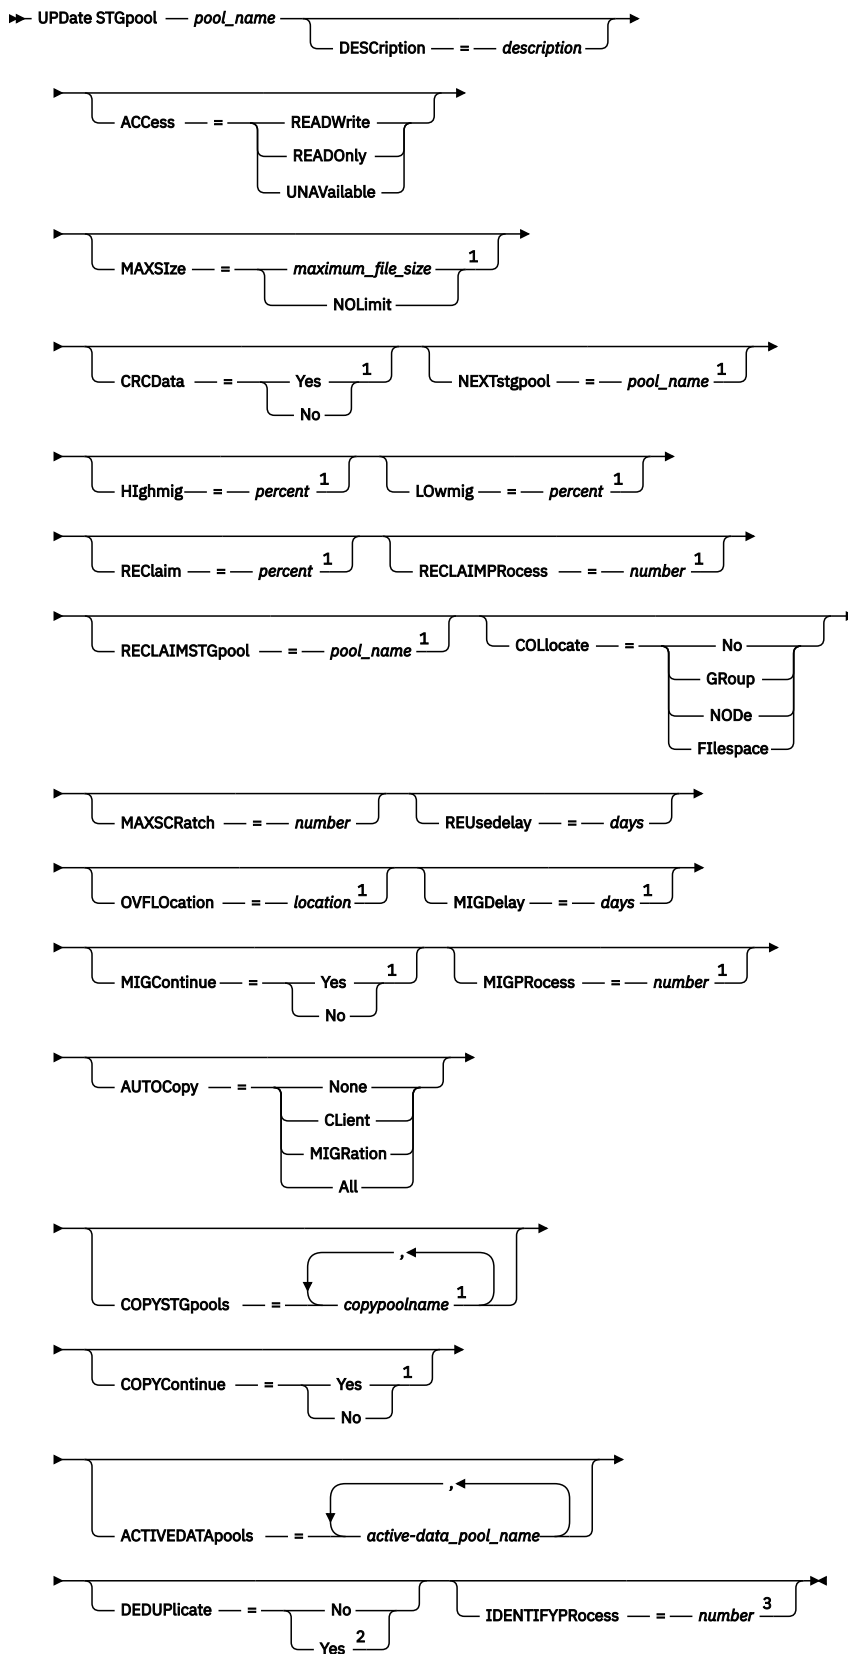 UPDate STGpool pool_name
DESCription = description
ACCess = READWrite
READOnly
UNAVailable
MAXSIze = maximum_file_size 1
NOLimit
CRCData = Yes 1 NEXTstgpool = pool_name 1
No
HIghmig = percent 1 LOwmig = percent 1
REClaim = percent 1 RECLAIMPRocess = number 1
RECLAIMSTGpool = pool_name 1 COLlocate = No
GRoup
NODe
FIlespace
MAXSCRatch = number REUsedelay = days
OVFLOcation = location 1 MIGDelay = days 1
MIGContinue = Yes 1 MIGPRocess = number 1
No
AUTOCopy = None
CLient
MIGRation
All
,
COPYSTGpools = copypoolname 1
COPYContinue = Yes 1
No
,
ACTIVEDATApools = active-data_pool_name
DEDUPlicate = No IDENTIFYPRocess = number 3
Yes 2